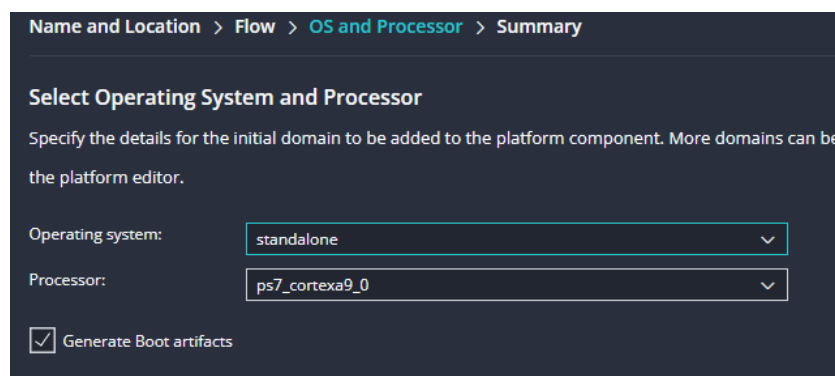 Name and Location > Flow > OS and Processor > Summary
Select Operating System and Processor
Specify the details for the initial domain to be added to the platform component. More domains can be
the platform editor.
Operating system: standalone
Processor: ps7_cortexa9_0
Generate Boot artifacts